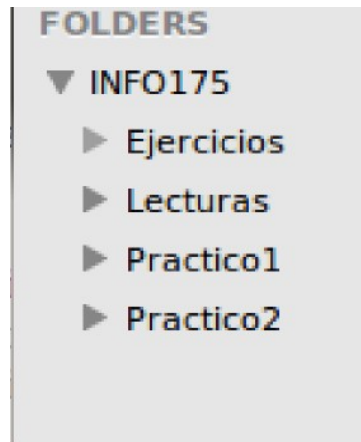 FOLDERS
INFO175
Ejercicios
Lecturas
Practico1
Practico2